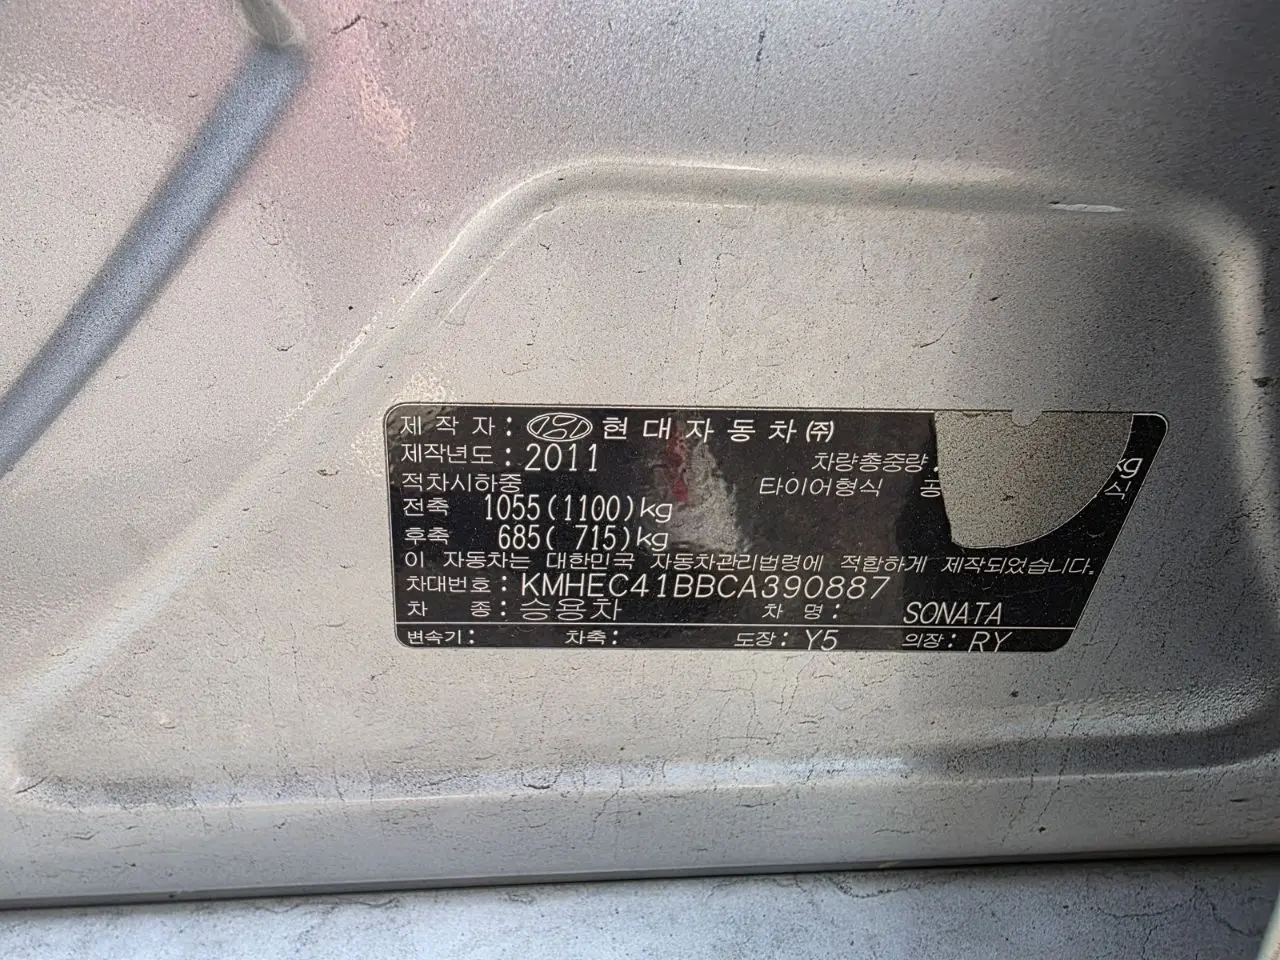 제 작 자 : 현 대 자 동 차 ㈜
제작년도 : 2011 차량총중량 : kg
적차시하중 타이어형식 공 식
전축 1055(1100)kg
후축 685( 715)kg
이 자동차는 대한민국 자동차관리법령에 적합하게 제작되었습니다.
차대번호 : KMHEC41BBCA390887
차 종 : 승용차 차 명 : SONATA
변속기 : 차축 : 도장 : Y5 의장 : RY